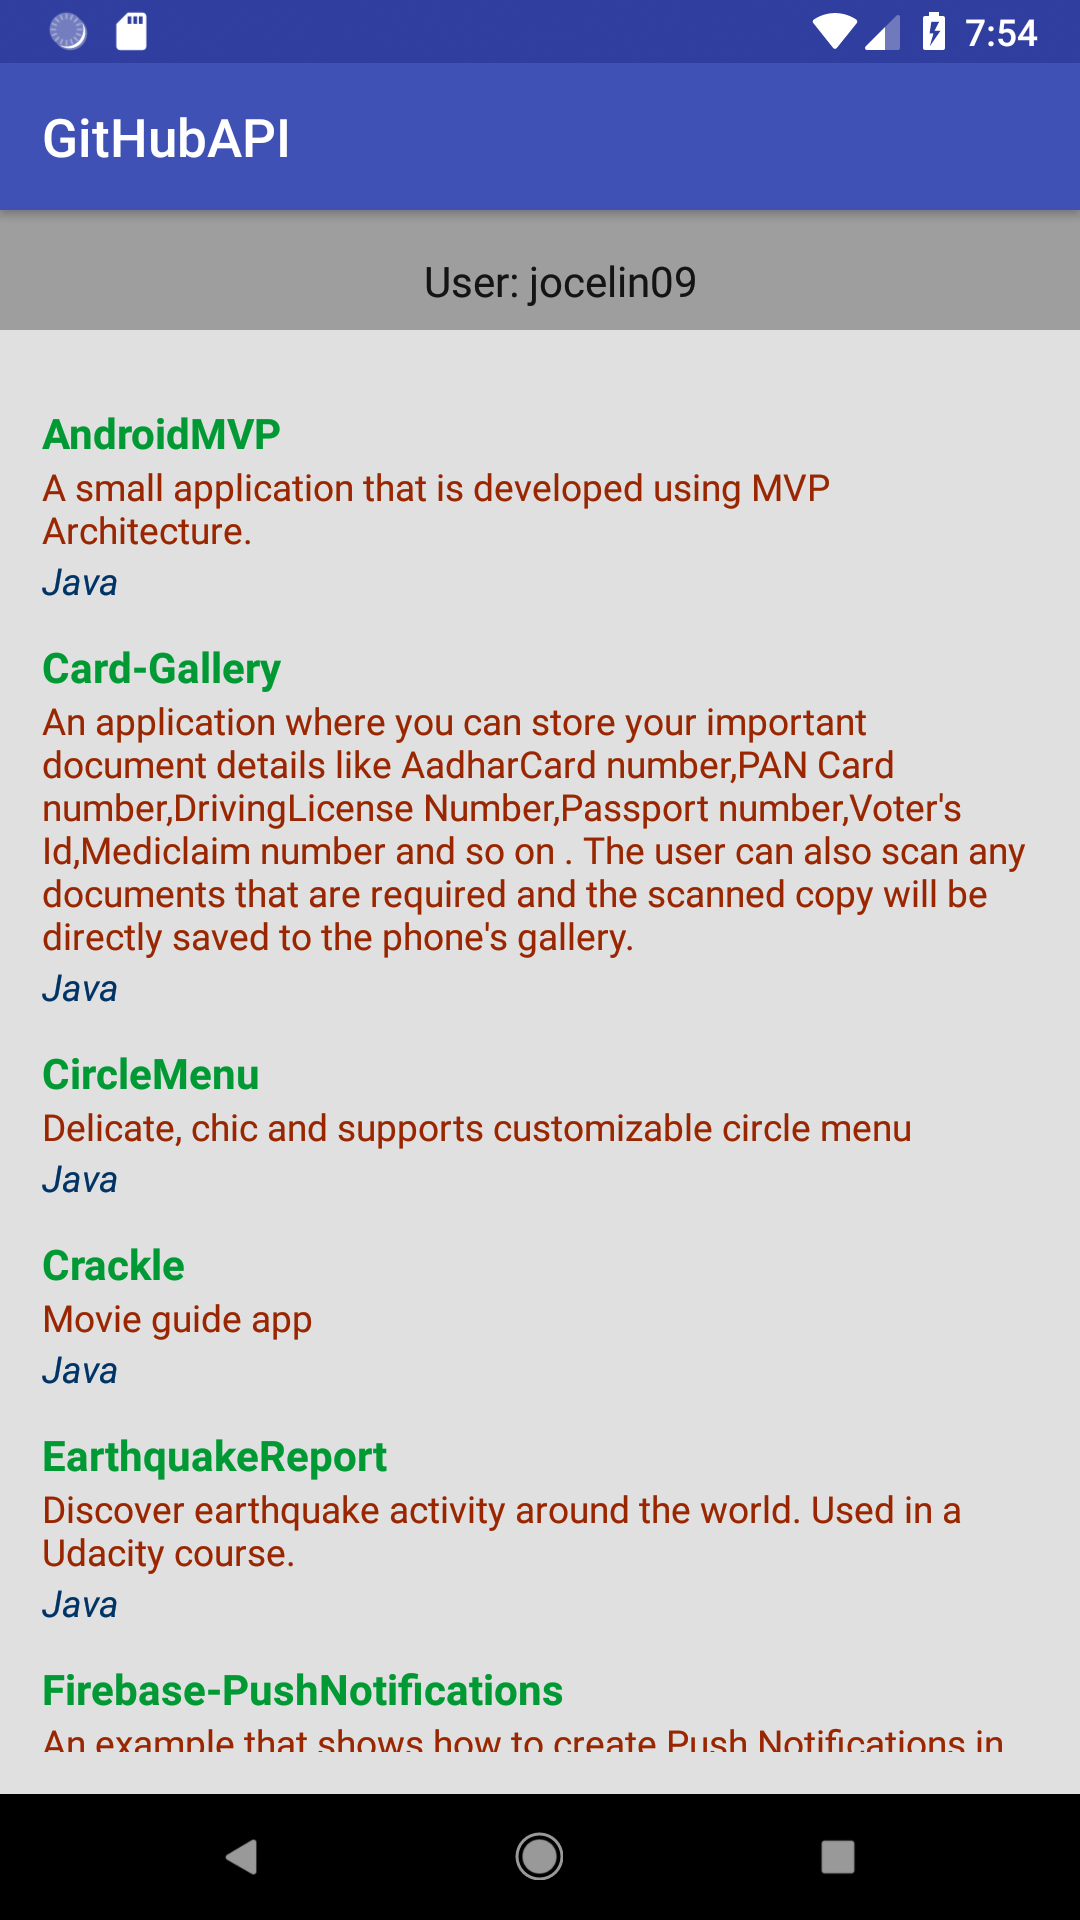 7:54
GitHubAPI
User: jocelin09
AndroidMVP
A small application that is developed using MVP
Architecture.
Java
Card-Gallery
An application where you can store your important
document details like AadharCard number,PAN Card
number,DrivingLicense Number,Passport number,Voter's
Id,Mediclaim number and so on . The user can also scan any
documents that are required and the scanned copy will be
directly saved to the phone's gallery.
Java
CircleMenu
Delicate, chic and supports customizable circle menu
Java
Crackle
Movie guide app
Java
EarthquakeReport
Discover earthquake activity around the world. Used in a
Udacity course.
Java
Firebase-PushNotifications
An example that shows how to create Push Notifications in